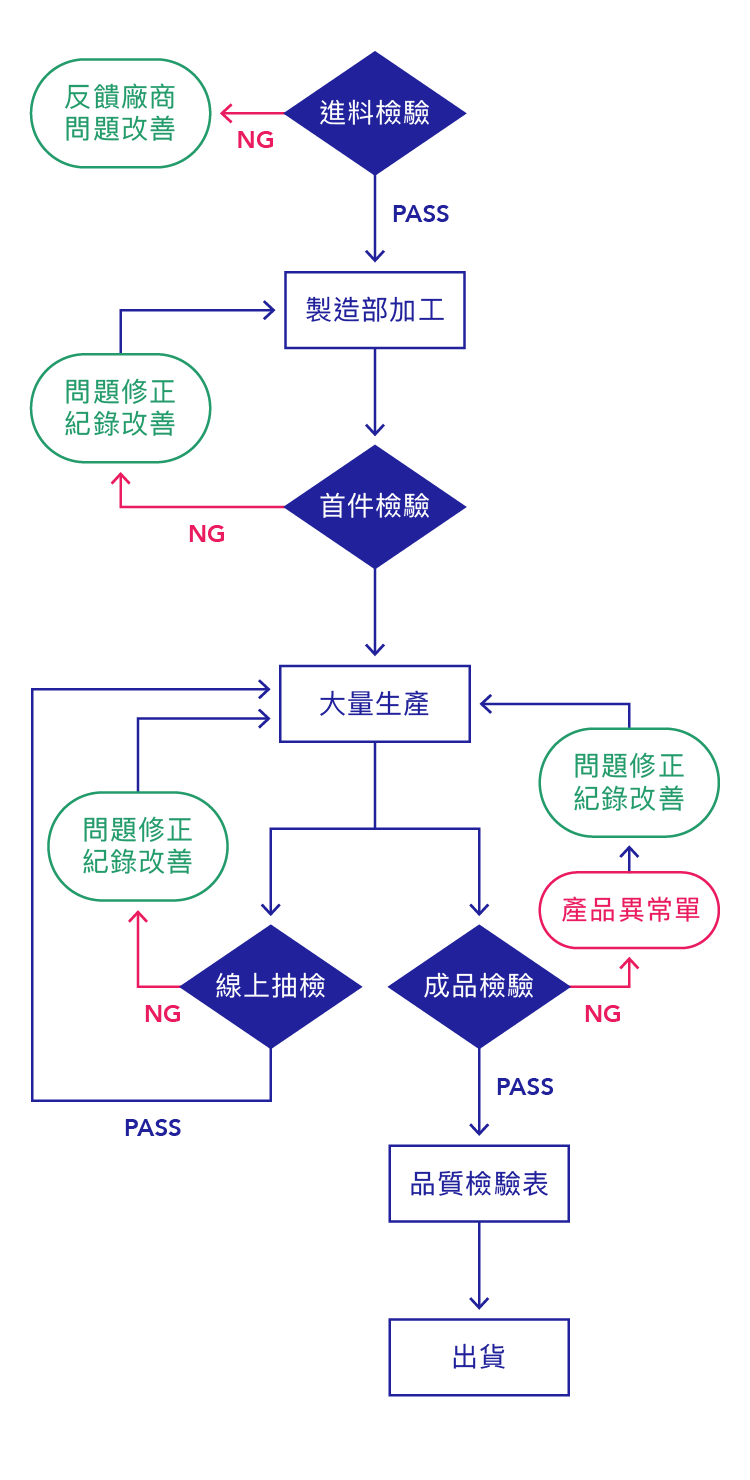 反饋廠商
問題改善
進料檢驗
NG
PASS
製造部加工
問題修正
紀錄改善
首件檢驗
NG
大量生產
問題修正
紀錄改善
問題修正
紀錄改善
產品異常單
線上抽檢
成品檢驗
NG
NG
PASS
PASS
品質檢驗表
出貨